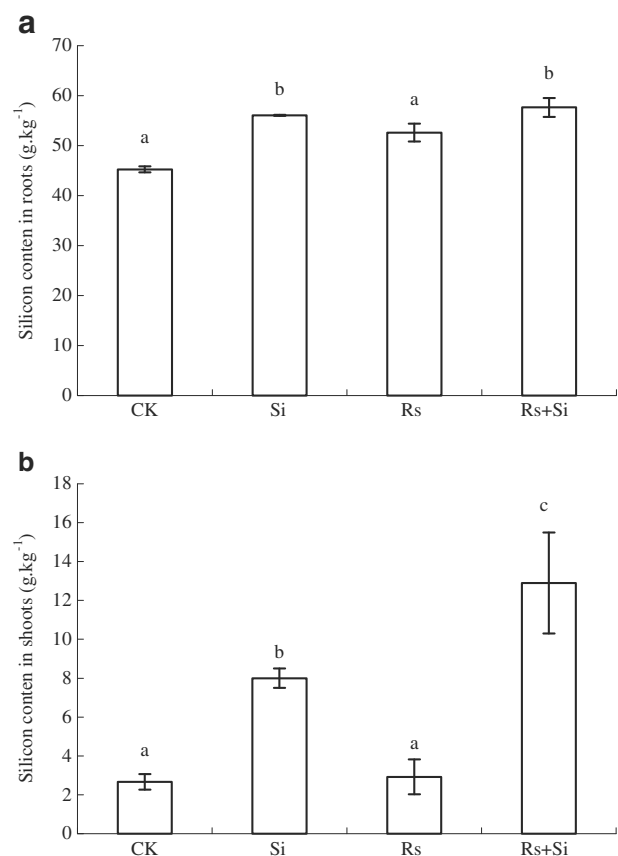 a
Silicon conten in roots (g.kg-1)
70
60
50
40
30
20
10
0
a
b
a
b
CK Si Rs Rs+Si
b
Silicon conten in shoots (g.kg-1)
18
16
14
12
10
8
6
4
2
0
a
b
a
c
CK Si Rs Rs+Si